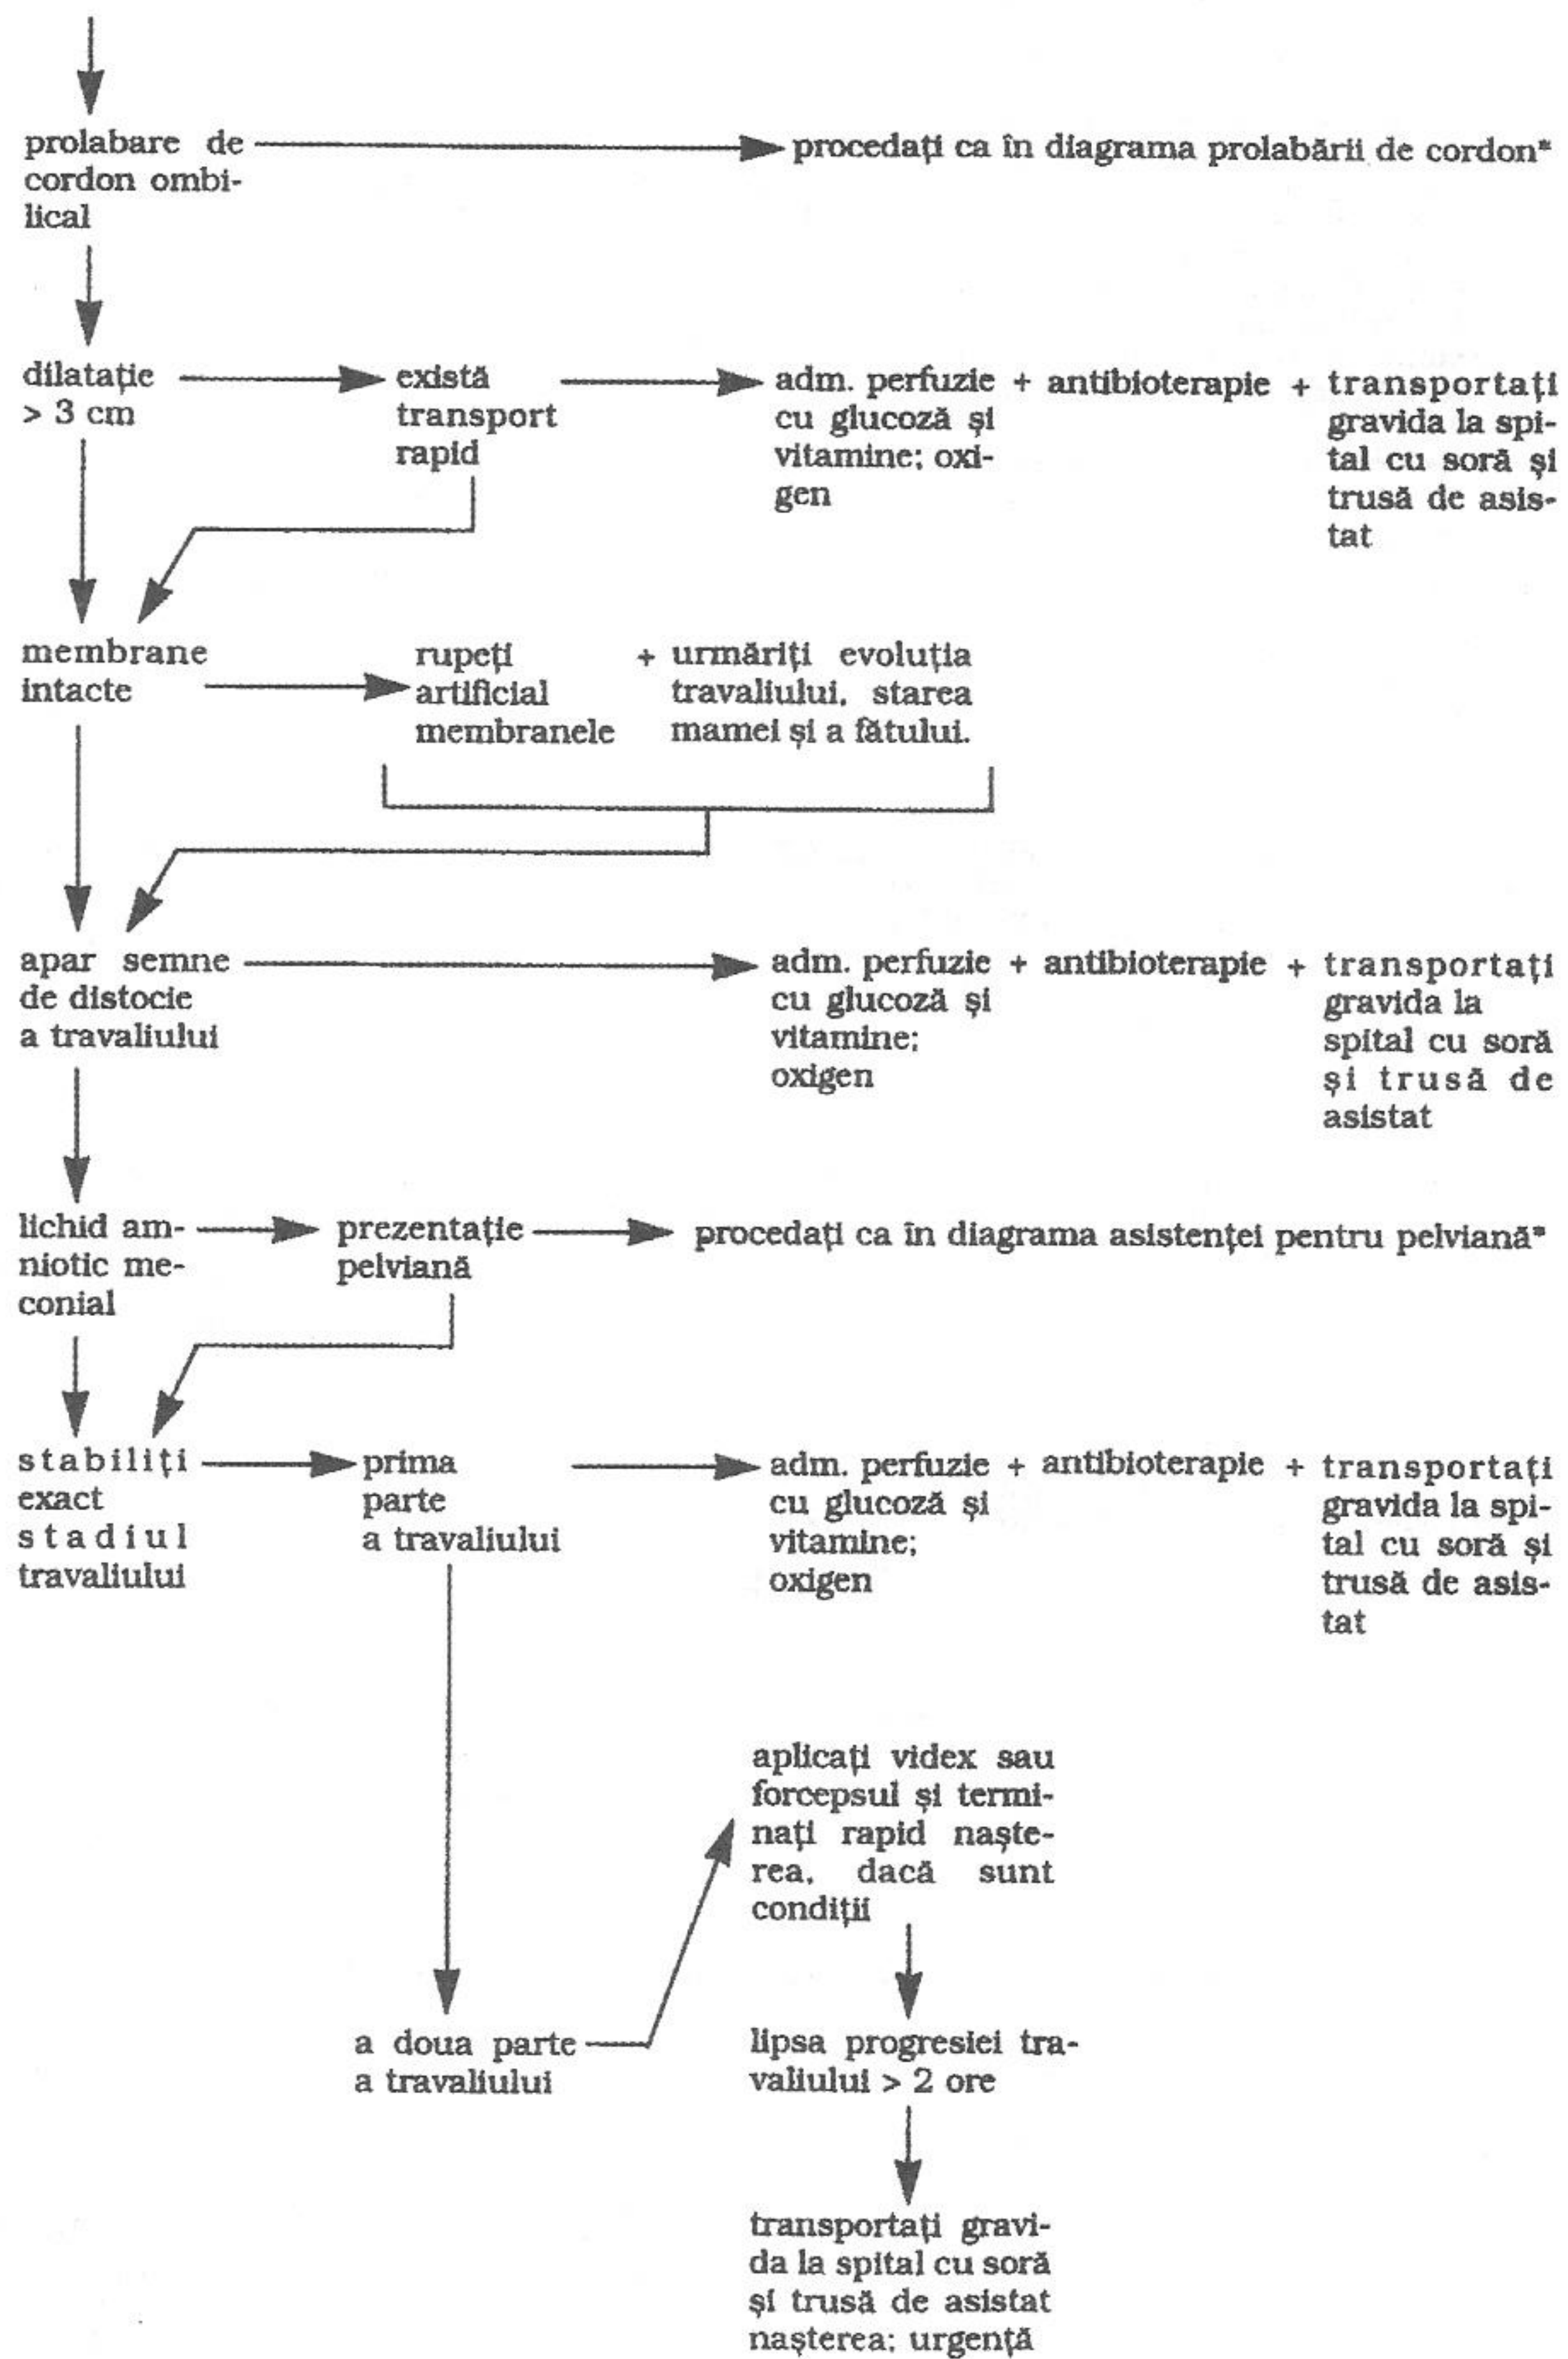 prolabare de
cordon ombi-
lical
procedați ca în diagrama prolabării de cordon*
dilatație
> 3 cm
există
transport
rapid
adm. perfuzie + antibioterapie + transportați
cu glucoză și
vitamine; oxi-
gen
gravida la spi-
tal cu soră și
trusă de asis-
tat
membrane
intacte
rupeți
artificial
membranele
+ urmăriți evoluția
travaliului, starea
mamei și a fătului.
apar semne
de distocie
a travaliului
adm. perfuzie + antibioterapie + transportați
cu glucoză și
vitamine;
oxigen
gravida la
spital cu soră
și trusă de
asistat
lichid am-
niotic me-
conial
prezentație
pelviană
procedați ca în diagrama asistenței pentru pelviană*
stabiliți
exact
stadiul
travaliului
prima
parte
a travaliului
adm. perfuzie + antibioterapie + transportați
cu glucoză și
vitamine;
oxigen
gravida la spi-
tal cu soră și
trusă de asis-
tat
a doua parte
a travaliului
aplicați videx sau
forcepsul și termi-
nați rapid naște-
rea, dacă sunt
condiții
lipsa progresiei tra-
valiului > 2 ore
transportați gravi-
da la spital cu soră
și trusă de asistat
nașterea; urgență